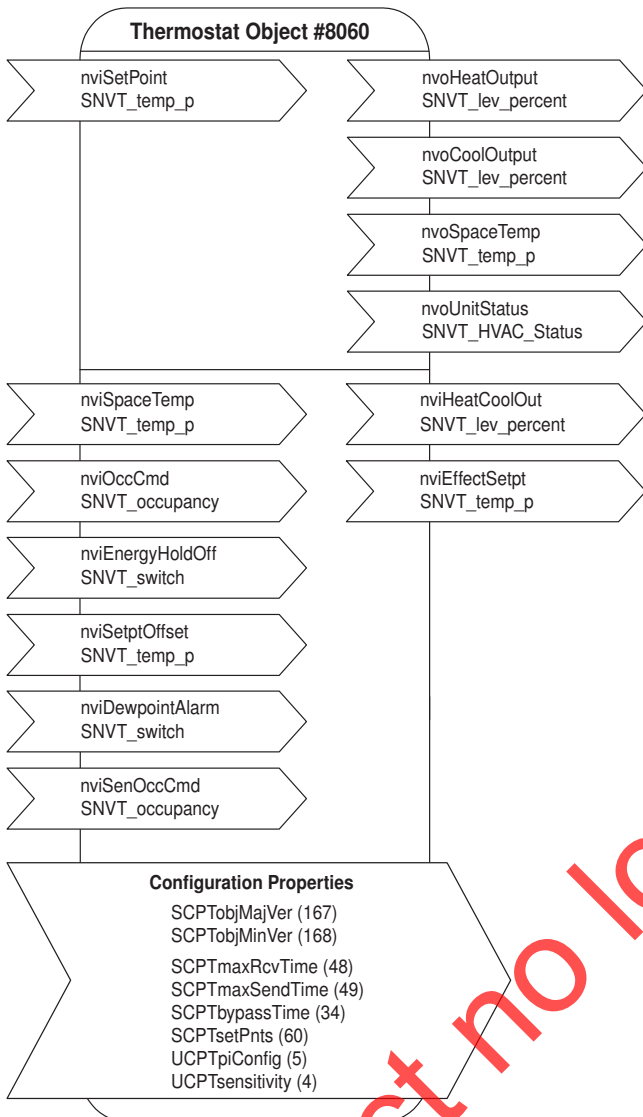 Thermostat Object #8060
nviSetPoint
SNVT_temp_p
nvoHeatOutput
SNVT_lev_percent
nvoCoolOutput
SNVT_lev_percent
nvoSpaceTemp
SNVT_temp_p
nvoUnitStatus
SNVT_HVAC_Status
nviSpaceTemp
SNVT_temp_p
nviHeatCoolOut
SNVT_lev_percent
nviOccCmd
SNVT_occupancy
nviEffectSetpt
SNVT_temp_p
nviEnergyHoldOff
SNVT_switch
nviSetptOffset
SNVT_temp_p
nviDewpointAlarm
SNVT_switch
nviSenOccCmd
SNVT_occupancy
Configuration Properties
SCPTobjMajVer (167)
SCPTobjMinVer (168)
SCPTmaxRcvTime (48)
SCPTmaxSendTime (49)
SCPTbypassTime (34)
SCPTsetPnts (60)
UCPTpiConfig (5)
UCPTsensitivity (4)
no